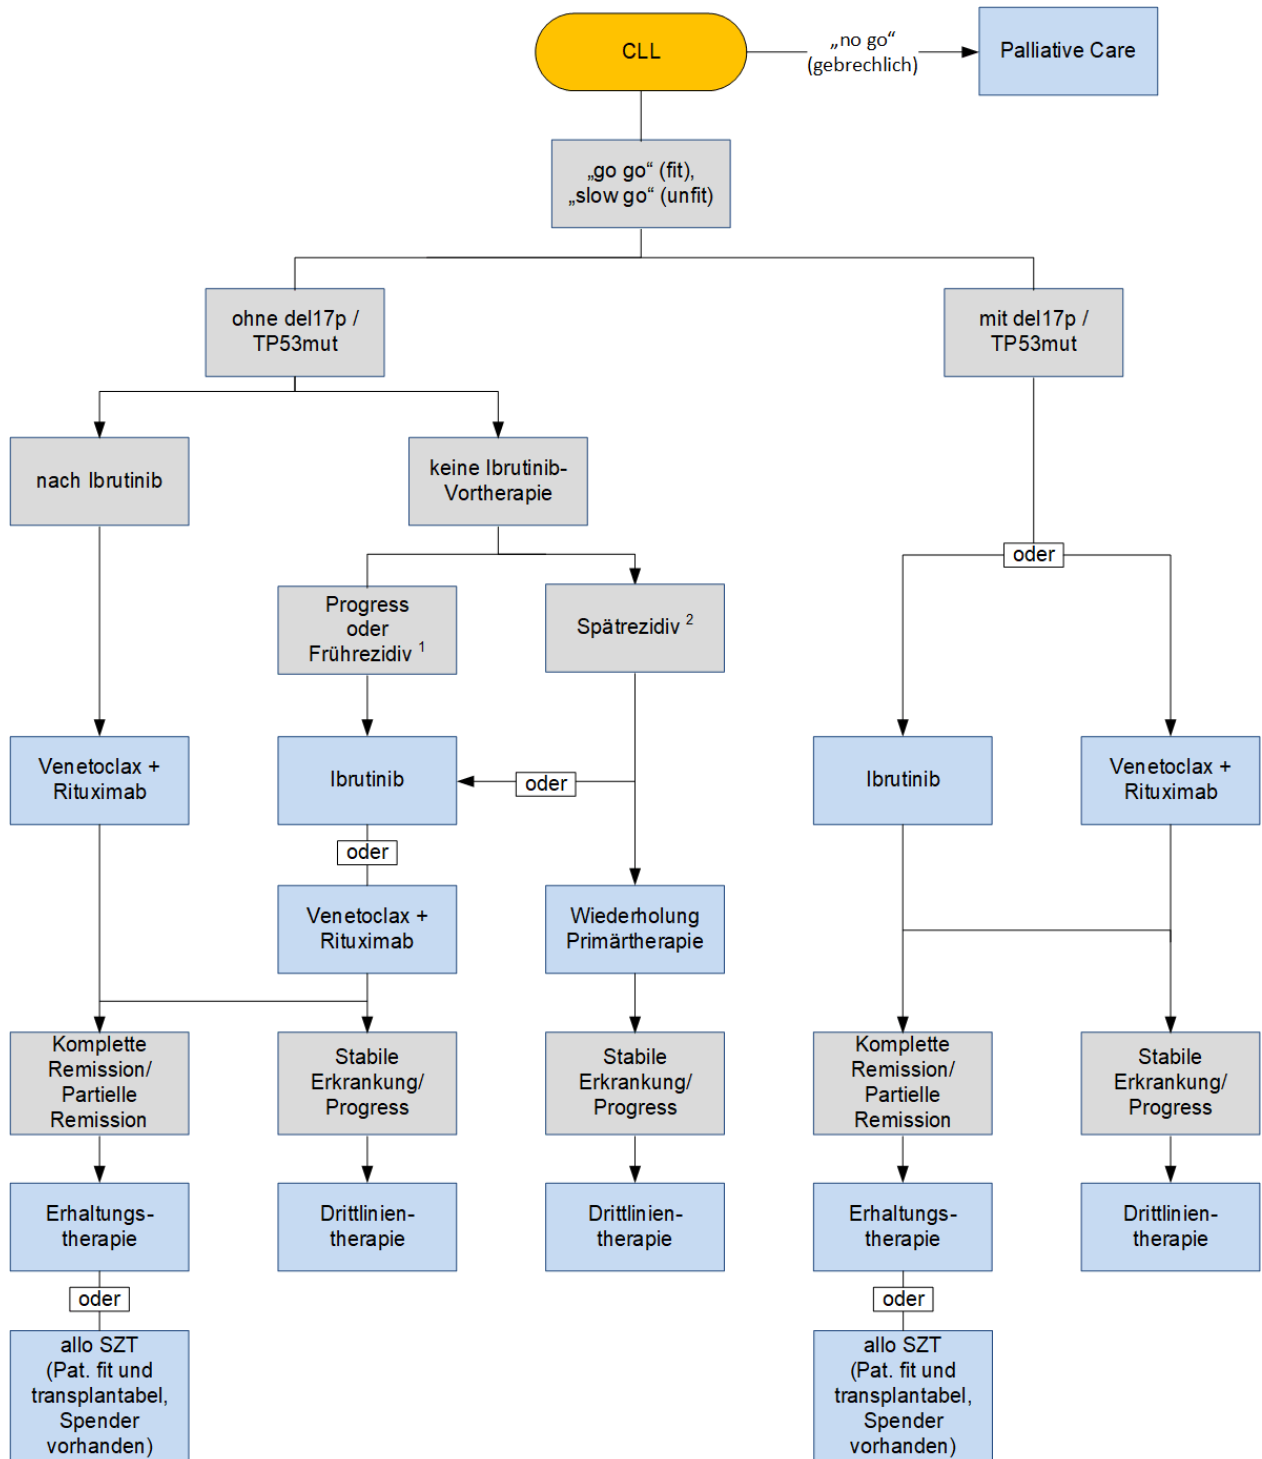 CLL
„no go“
(gebrechlich)
Palliative Care
„go go“ (fit),
„slow go“ (unfit)
ohne del17p /
TP53mut
mit del17p /
TP53mut
nach Ibrutinib
keine Ibrutinib-
Vortherapie
oder
Progress
oder
Frührezidiv 1
Spätrezidiv 2
Venetoclax +
Rituximab
Ibrutinib
oder
Ibrutinib
Venetoclax +
Rituximab
oder
Venetoclax +
Rituximab
Wiederholung
Primärtherapie
Komplette
Remission/
Partielle
Remission
Stabile
Erkrankung/
Progress
Stabile
Erkrankung/
Progress
Komplette
Remission/
Partielle
Remission
Stabile
Erkrankung/
Progress
Erhaltungs-
therapie
Drittlinien-
therapie
Drittlinien-
therapie
Erhaltungs-
therapie
Drittlinien-
therapie
oder
oder
allo SZT
(Pat. fit und
transplantabel,
Spender
vorhanden)
allo SZT
(Pat. fit und
transplantabel,
Spender
vorhanden)